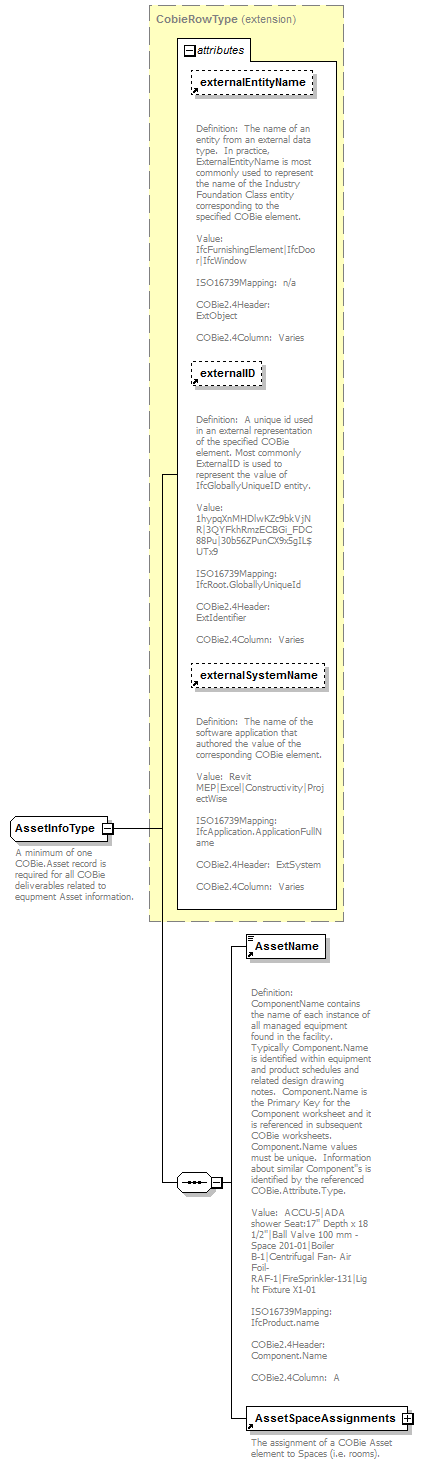 CobieRowType (extension)
attributes
externalEntityName
Definition:  The name of an
entity from an external data
type.  In practice,
ExternalEntityName is most
commonly used to represent
the name of the Industry
Foundation Class entity
corresponding to the
specified COBie element.
Value:
IfcFurnishingElement|IfcDoo
r|IfcWindow
ISO16739Mapping:  n/a
COBie2.4Header:
ExtObject
COBie2.4Column:  Varies
externalID
Definition:  A unique id used
in an external representation
of the specified COBie
element. Most commonly
ExternalID is used to
represent the value of
IfcGloballyUniqueID entity.
Value:
1hypqXnMHDlwKZc9bkVjN
R|3QYFkhRmzECBGi_FDC
88Pu|30b56ZPunCX9x5gIL$
UTx9
ISO16739Mapping:
IfcRoot.GloballyUniqueId
COBie2.4Header:
ExtIdentifier
COBie2.4Column:  Varies
externalSystemName
Definition:  The name of the
software application that
authored the value of the
corresponding COBie element.
Value:  Revit
MEP|Excel|Constructivity|Proj
ectWise
ISO16739Mapping:
IfcApplication.ApplicationFullN
ame
COBie2.4Header:  ExtSystem
COBie2.4Column:  Varies
AssetInfoType
A minimum of one
COBie.Asset record is
required for all COBie
deliverables related to
equpment Asset information.
AssetName
Definition:
ComponentName contains
the name of each instance of
all managed equipment
found in the facility.
Typically Component.Name
is identified within equipment
and product schedules and
related design drawing
notes.  Component.Name is
the Primary Key for the
Component worksheet and it
is referenced in subsequent
COBie worksheets.
Component.Name values
must be unique.  Information
about similar Component"s is
identified by the referenced
COBie.Attribute.Type.
Value:  ACCU-5|ADA
shower Seat:17" Depth x 18
1/2"|Ball Valve 100 mm -
Space 201-01|Boiler
B-1|Centrifugal Fan- Air
Foil-
RAF-1|FireSprinkler-131|Lig
ht Fixture X1-01
ISO16739Mapping:
IfcProduct.name
COBie2.4Header:
Component.Name
COBie2.4Column:  A
AssetSpaceAssignments
The assignment of a COBie Asset
element to Spaces (i.e. rooms).